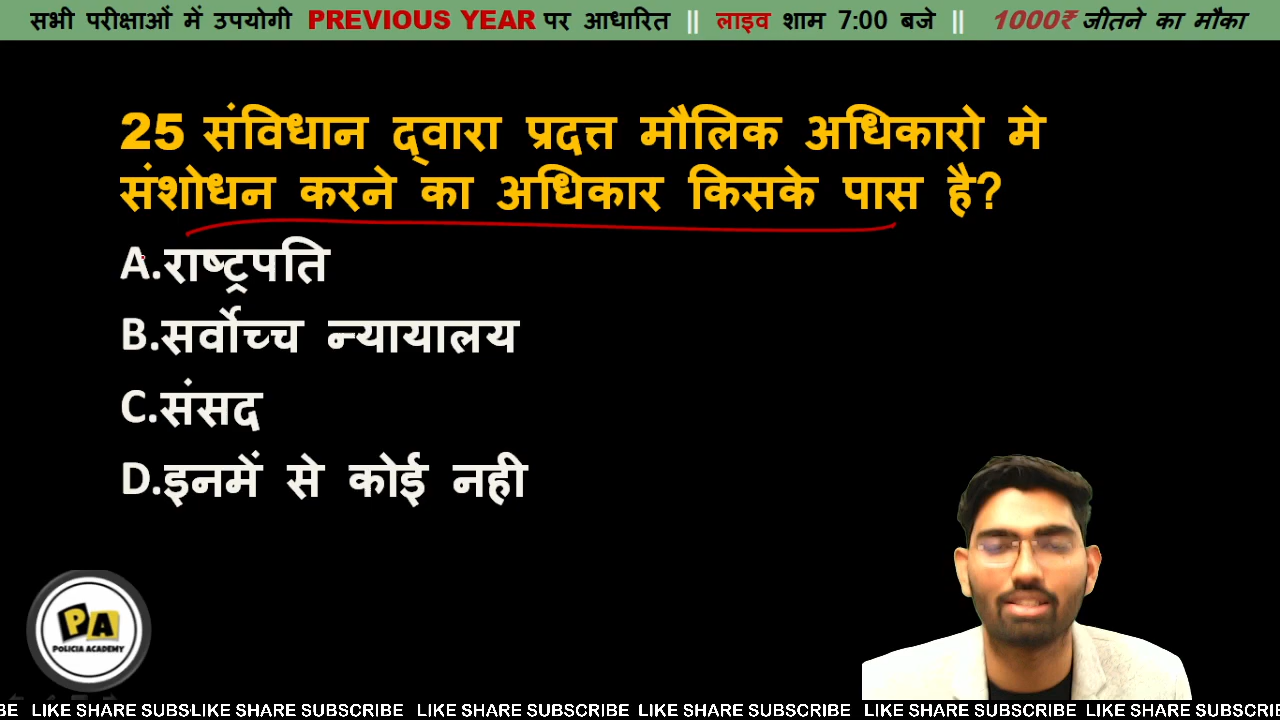 सभी परीक्षाओं में उपयोगी PREVIOUS YEAR पर आधारित || लाइव शाम 7:00 बजे || 1000₹ जीतने का मौका
25 संविधान द्वारा प्रदत्त मौलिक अधिकारो मे
संशोधन करने का अधिकार किसके पास है?
A.राष्ट्रपति
B.सर्वोच्च न्यायालय
C.संसद
D.इनमें से कोई नही
PA
POLICIA ACADEMY
BE LIKE SHARE SUBSLIKE SHARE SUBSCRIBE LIKE SHARE SUBSCRIBE LIKE SHARE SUBSCRIBE LIKE SHARE SUBSCRIBE LIKE SHARE SUBSCRI